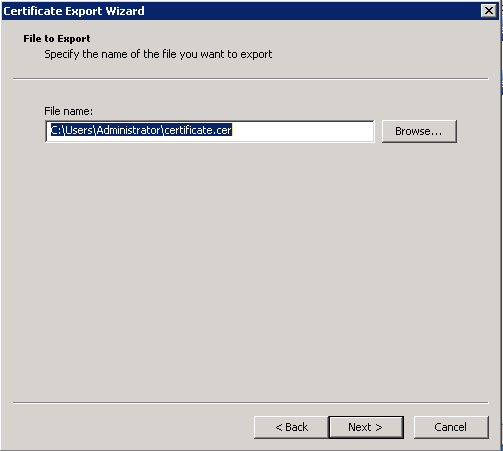 Certificate Export Wizard
File to Export
Specify the name of the file you want to export
File name:
C:\Users\Administrator\certificate.cer
Browse...
< Back
Next >
Cancel